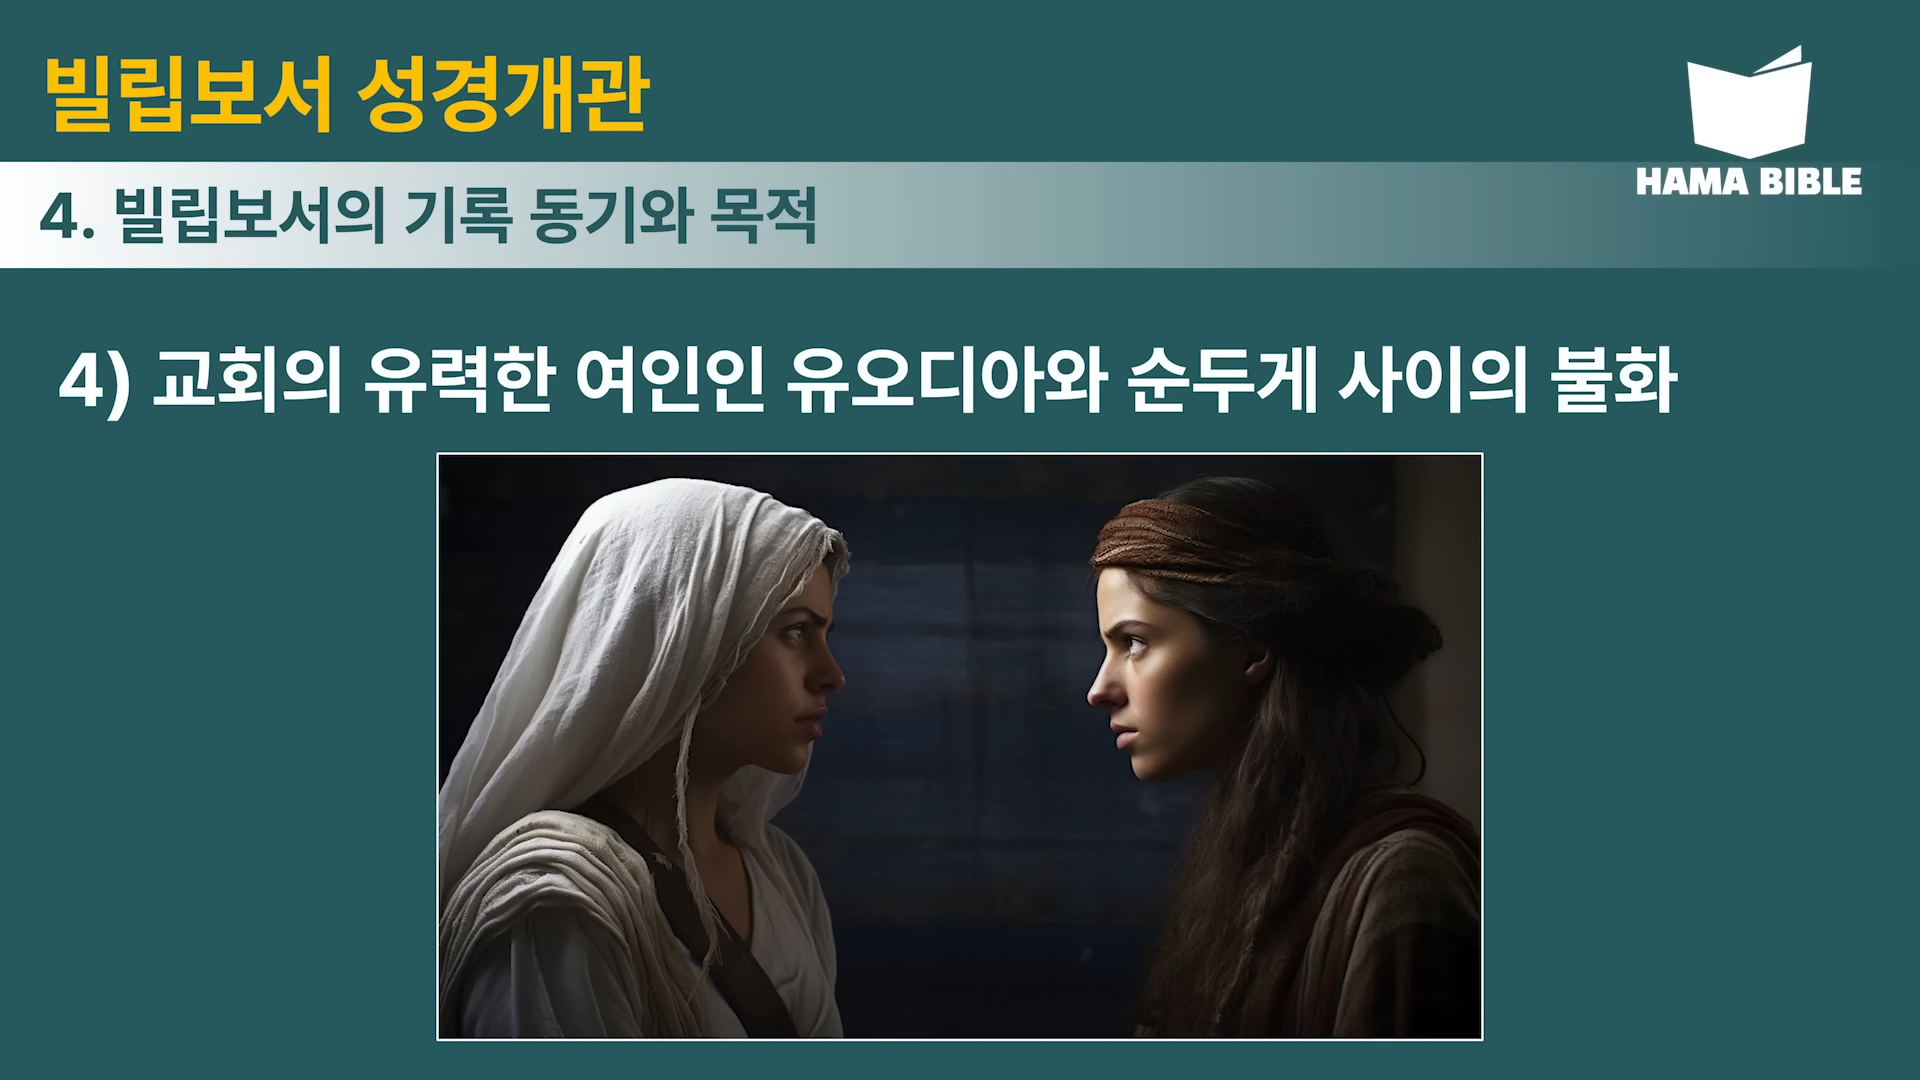 빌립보서 성경개관
HAMA BIBLE
4. 빌립보서의 기록 동기와 목적
4) 교회의 유력한 여인인 유오디아와 순두게 사이의 불화